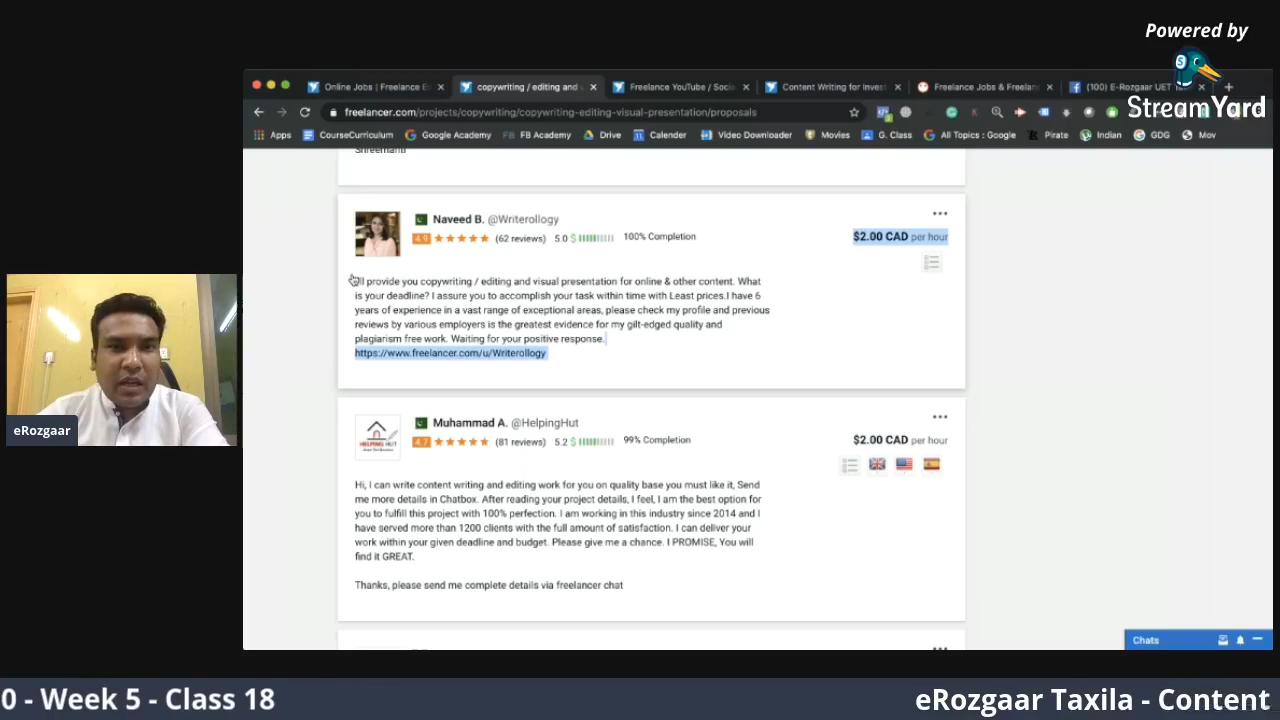 Powered by
StreamYard
Online Jobs | Freelance E
copywriting / editing and
Freelance YouTube / Soci
Content Writing for Invest
Freelance Jobs & Freelan
(100) E-Rozgaar UET
freelancer.com/projects/copywriting/copywriting-editing-visual-presentation/proposals
Apps
CourseCurriculum
Google Academy
FB Academy
Drive
Calender
Video Downloader
Movies
G. Class
All Topics : Google
Pirate
Indian
GDG
Mov
Shreemanti
Naveed B. @Writerollogy
4.9 (62 reviews) 5.0 $ 100% Completion
$2.00 CAD per hour
I'll provide you copywriting / editing and visual presentation for online & other content. What
is your deadline? I assure you to accomplish your task within time with Least prices.I have 6
years of experience in a vast range of exceptional areas, please check my profile and previous
reviews by various employers is the greatest evidence for my gilt-edged quality and
plagiarism free work. Waiting for your positive response.
https://www.freelancer.com/u/Writerollogy
Muhammad A. @HelpingHut
4.7 (81 reviews) 5.2 $ 99% Completion
$2.00 CAD per hour
HELPING HUT
Hi, I can write content writing and editing work for you on quality base you must like it, Send
me more details in Chatbox. After reading your project details, I feel, I am the best option for
you to fulfill this project with 100% perfection. I am working in this industry since 2014 and I
have served more than 1200 clients with the full amount of satisfaction. I can deliver your
work within your given deadline and budget. Please give me a chance. I PROMISE, You will
find it GREAT.
Thanks, please send me complete details via freelancer chat
Chats
eRozgaar
0 - Week 5 - Class 18
eRozgaar Taxila - Content